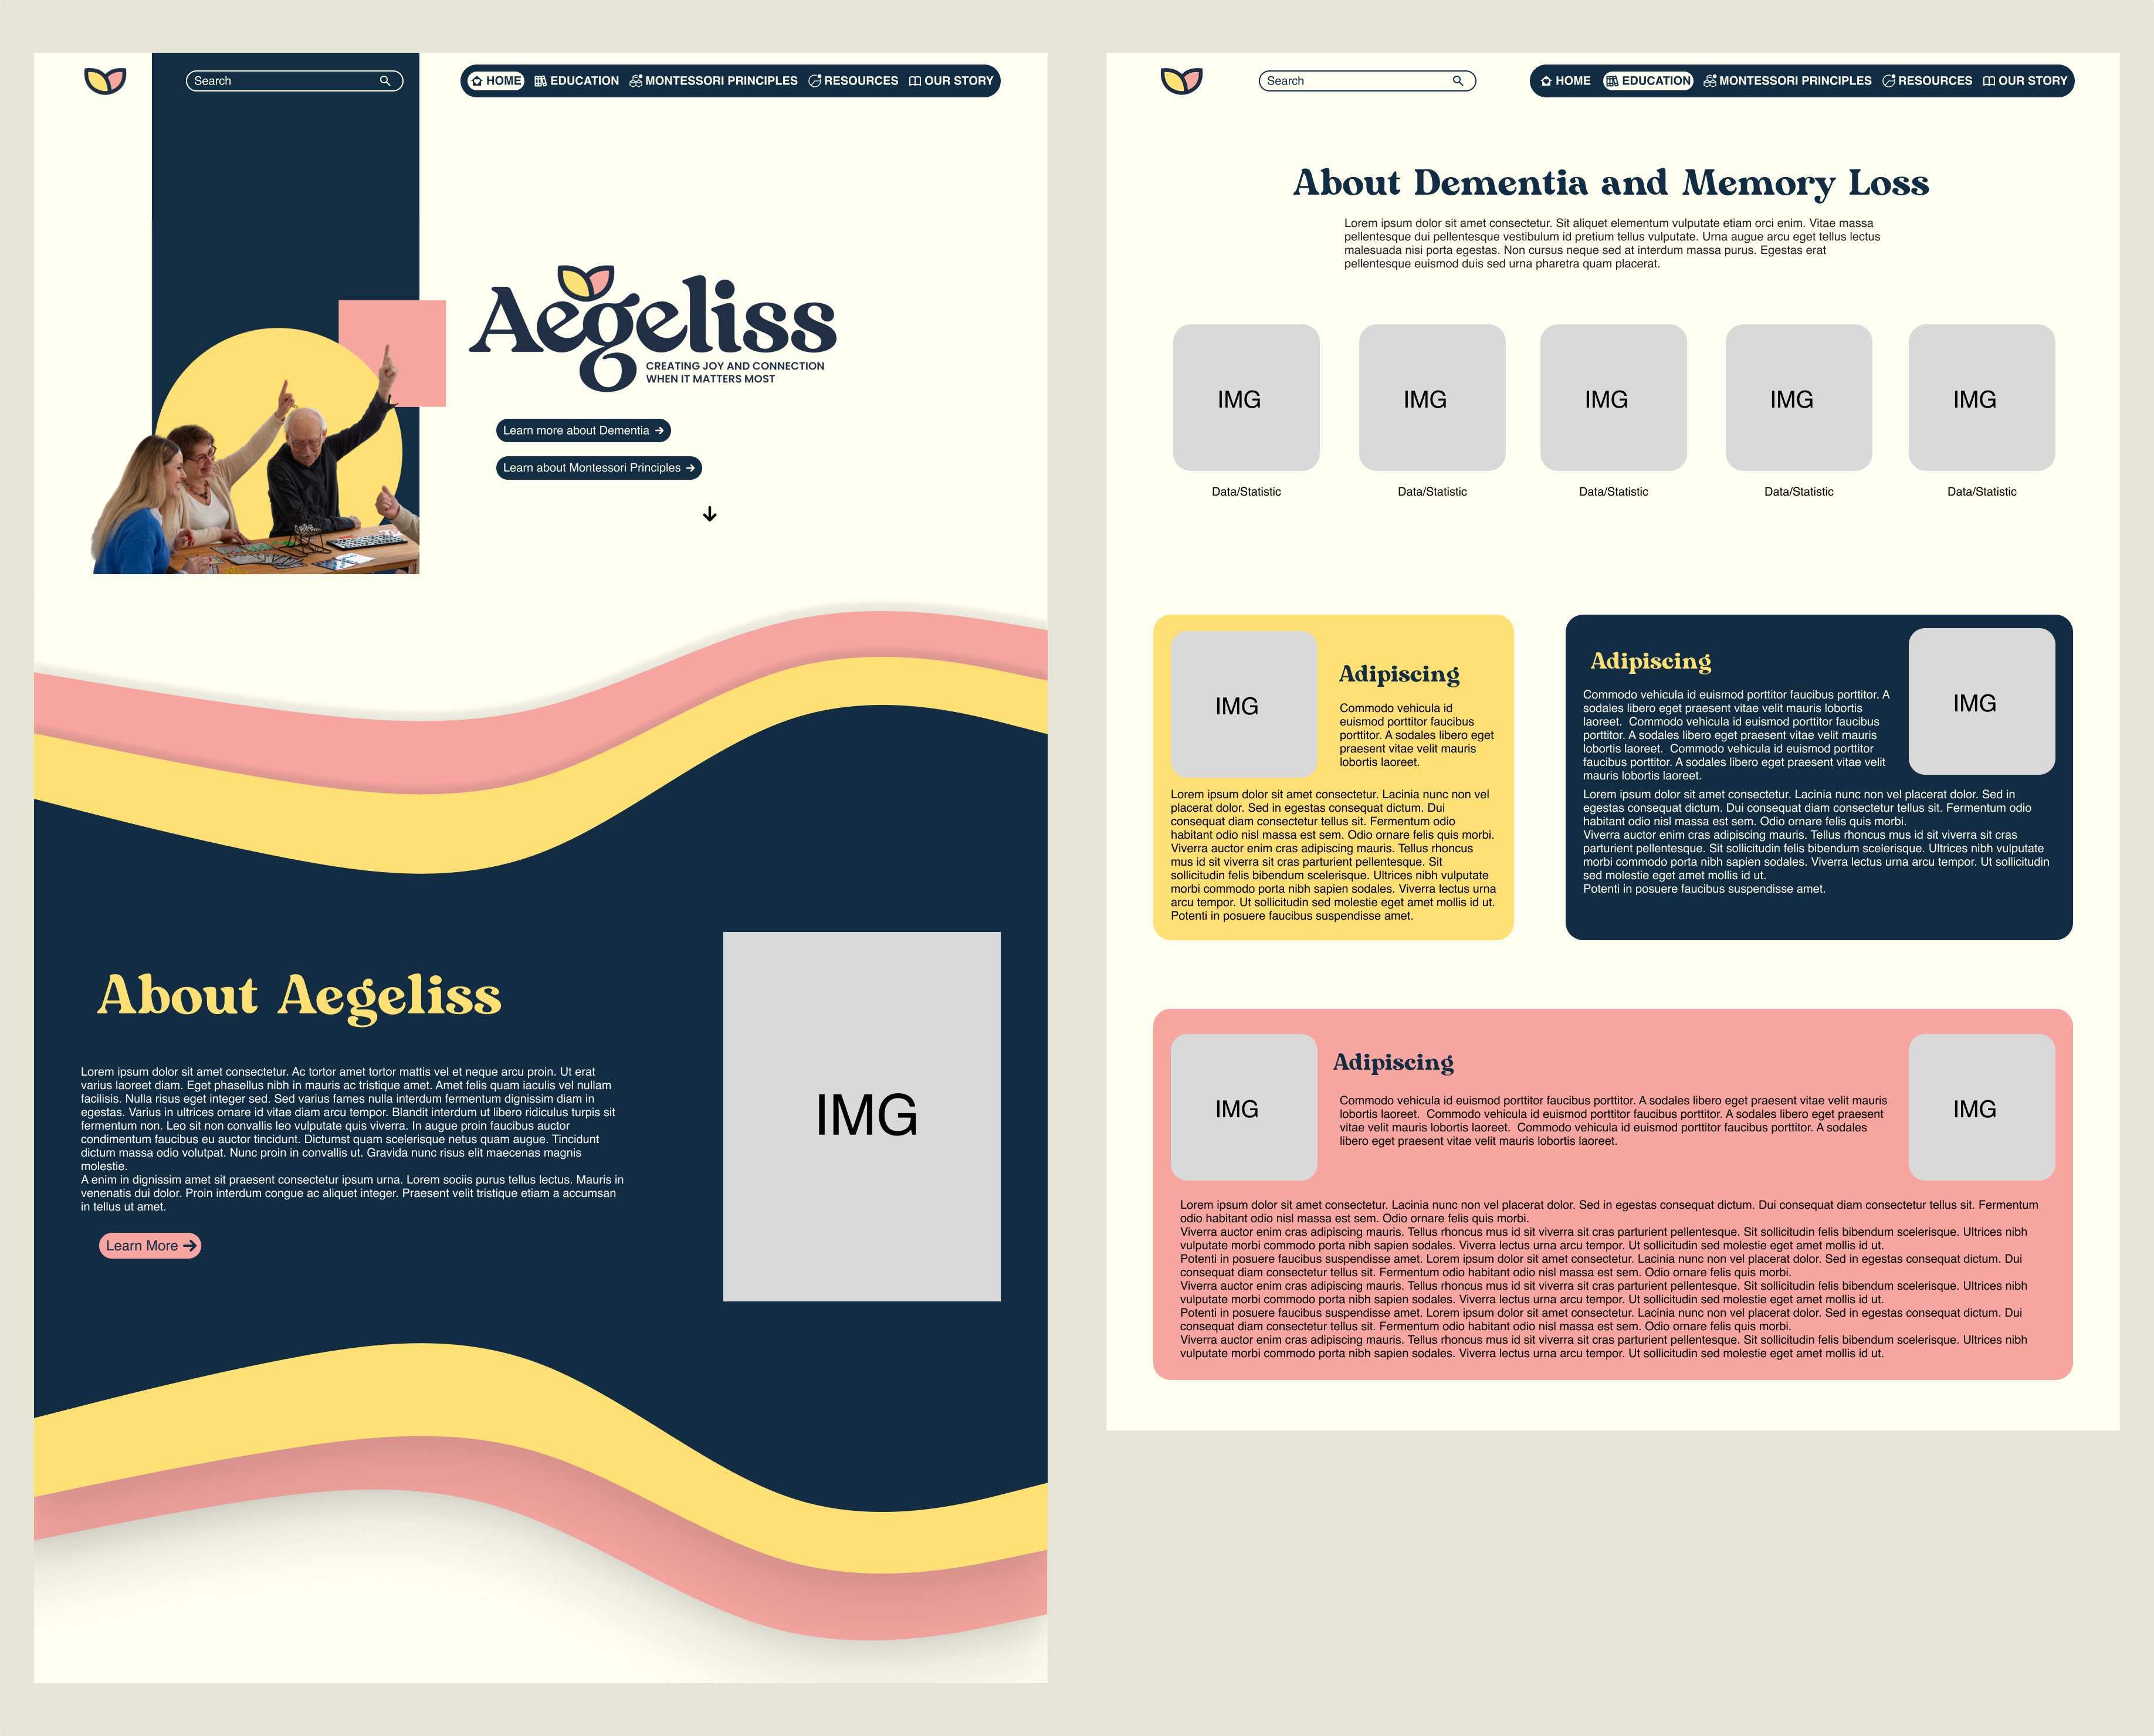 Search
HOME
EDUCATION
MONTESSORI PRINCIPLES
RESOURCES
OUR STORY
Aegeliss
CREATING JOY AND CONNECTION
WHEN IT MATTERS MOST
Learn more about Dementia
Learn about Montessori Principles
About Aegeliss
Lorem ipsum dolor sit amet consectetur. Ac tortor amet tortor mattis vel et neque arcu proin. Ut erat
varius laoreet diam. Eget phasellus nibh in mauris ac tristique amet. Amet felis quam iaculis vel nullam
facilisis. Nulla risus eget integer sed. Sed varius fames nulla interdum fermentum dignissim diam in
egestas. Varius in ultrices ornare id vitae diam arcu tempor. Blandit interdum ut libero ridiculus turpis sit
fermentum non. Leo sit non convallis leo vulputate quis viverra. In augue proin faucibus auctor
condimentum faucibus eu auctor tincidunt. Dictumst quam scelerisque netus quam augue. Tincidunt
dictum massa odio volutpat. Nunc proin in convallis ut. Gravida nunc risus elit maecenas magnis
molestie.
A enim in dignissim amet sit praesent consectetur ipsum urna. Lorem sociis purus tellus lectus. Mauris in
venenatis dui dolor. Proin interdum congue ac aliquet integer. Praesent velit tristique etiam a accumsan
in tellus ut amet.
Learn More
IMG
Search
HOME
EDUCATION
MONTESSORI PRINCIPLES
RESOURCES
OUR STORY
About Dementia and Memory Loss
Lorem ipsum dolor sit amet consectetur. Sit aliquet elementum vulputate etiam orci enim. Vitae massa
pellentesque dui pellentesque vestibulum id pretium tellus vulputate. Urna augue arcu eget tellus lectus
malesuada nisi porta egestas. Non cursus neque sed at interdum massa purus. Egestas erat
pellentesque euismod duis sed urna pharetra quam placerat.
IMG
IMG
IMG
IMG
IMG
Data/Statistic
Data/Statistic
Data/Statistic
Data/Statistic
Data/Statistic
IMG
Adipiscing
Commodo vehicula id
euismod porttitor faucibus
porttitor. A sodales libero eget
praesent vitae velit mauris
lobortis laoreet.
Lorem ipsum dolor sit amet consectetur. Lacinia nunc non vel
placerat dolor. Sed in egestas consequat dictum. Dui
consequat diam consectetur tellus sit. Fermentum odio
habitant odio nisl massa est sem. Odio ornare felis quis morbi.
Viverra auctor enim cras adipiscing mauris. Tellus rhoncus
mus id sit viverra sit cras parturient pellentesque. Sit
sollicitudin felis bibendum scelerisque. Ultrices nibh vulputate
morbi commodo porta nibh sapien sodales. Viverra lectus urna
arcu tempor. Ut sollicitudin sed molestie eget amet mollis id ut.
Potenti in posuere faucibus suspendisse amet.
Adipiscing
Commodo vehicula id euismod porttitor faucibus porttitor. A
sodales libero eget praesent vitae velit mauris lobortis
laoreet.  Commodo vehicula id euismod porttitor faucibus
porttitor. A sodales libero eget praesent vitae velit mauris
lobortis laoreet.  Commodo vehicula id euismod porttitor
faucibus porttitor. A sodales libero eget praesent vitae velit
mauris lobortis laoreet.
IMG
Lorem ipsum dolor sit amet consectetur. Lacinia nunc non vel placerat dolor. Sed in
egestas consequat dictum. Dui consequat diam consectetur tellus sit. Fermentum odio
habitant odio nisl massa est sem. Odio ornare felis quis morbi.
Viverra auctor enim cras adipiscing mauris. Tellus rhoncus mus id sit viverra sit cras
parturient pellentesque. Sit sollicitudin felis bibendum scelerisque. Ultrices nibh vulputate
morbi commodo porta nibh sapien sodales. Viverra lectus urna arcu tempor. Ut sollicitudin
sed molestie eget amet mollis id ut.
Potenti in posuere faucibus suspendisse amet.
IMG
Adipiscing
Commodo vehicula id euismod porttitor faucibus porttitor. A sodales libero eget praesent vitae velit mauris
lobortis laoreet.  Commodo vehicula id euismod porttitor faucibus porttitor. A sodales libero eget praesent
vitae velit mauris lobortis laoreet.  Commodo vehicula id euismod porttitor faucibus porttitor. A sodales
libero eget praesent vitae velit mauris lobortis laoreet.
IMG
Lorem ipsum dolor sit amet consectetur. Lacinia nunc non vel placerat dolor. Sed in egestas consequat dictum. Dui consequat diam consectetur tellus sit. Fermentum
odio habitant odio nisl massa est sem. Odio ornare felis quis morbi.
Viverra auctor enim cras adipiscing mauris. Tellus rhoncus mus id sit viverra sit cras parturient pellentesque. Sit sollicitudin felis bibendum scelerisque. Ultrices nibh
vulputate morbi commodo porta nibh sapien sodales. Viverra lectus urna arcu tempor. Ut sollicitudin sed molestie eget amet mollis id ut.
Potenti in posuere faucibus suspendisse amet. Lorem ipsum dolor sit amet consectetur. Lacinia nunc non vel placerat dolor. Sed in egestas consequat dictum. Dui
consequat diam consectetur tellus sit. Fermentum odio habitant odio nisl massa est sem. Odio ornare felis quis morbi.
Viverra auctor enim cras adipiscing mauris. Tellus rhoncus mus id sit viverra sit cras parturient pellentesque. Sit sollicitudin felis bibendum scelerisque. Ultrices nibh
vulputate morbi commodo porta nibh sapien sodales. Viverra lectus urna arcu tempor. Ut sollicitudin sed molestie eget amet mollis id ut.
Potenti in posuere faucibus suspendisse amet. Lorem ipsum dolor sit amet consectetur. Lacinia nunc non vel placerat dolor. Sed in egestas consequat dictum. Dui
consequat diam consectetur tellus sit. Fermentum odio habitant odio nisl massa est sem. Odio ornare felis quis morbi.
Viverra auctor enim cras adipiscing mauris. Tellus rhoncus mus id sit viverra sit cras parturient pellentesque. Sit sollicitudin felis bibendum scelerisque. Ultrices nibh
vulputate morbi commodo porta nibh sapien sodales. Viverra lectus urna arcu tempor. Ut sollicitudin sed molestie eget amet mollis id ut.